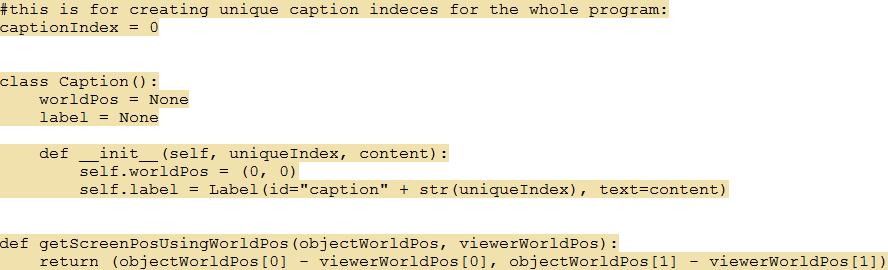 #this is for creating unique caption indeces for the whole program:
captionIndex = 0
class Caption():
    worldPos = None
    label = None
    def __init__(self, uniqueIndex, content):
        self.worldPos = (0, 0)
        self.label = Label(id="caption" + str(uniqueIndex), text=content)
def getScreenPosUsingWorldPos(objectWorldPos, viewerWorldPos):
    return (objectWorldPos[0] - viewerWorldPos[0], objectWorldPos[1] - viewerWorldPos[1])